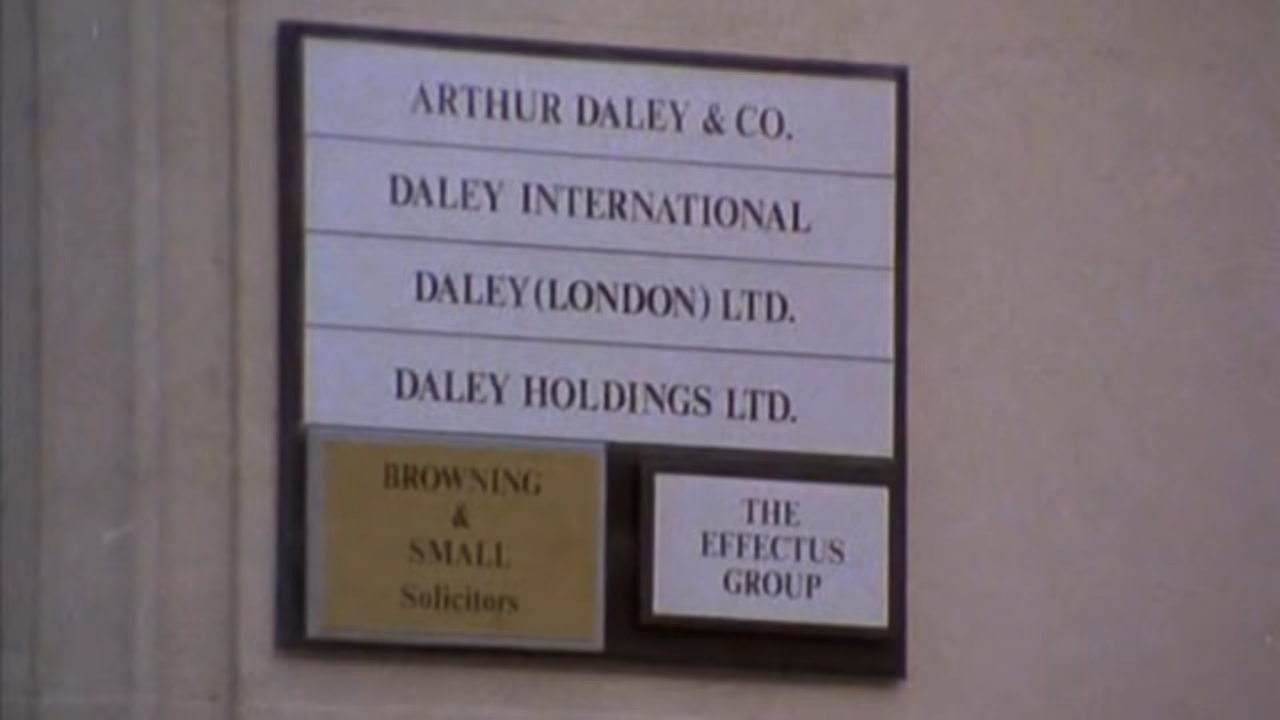 ARTHUR DALEY & CO.
DALEY INTERNATIONAL
DALEY (LONDON) LTD.
DALEY HOLDINGS LTD.
BROWNING
&
SMALL
Solicitors
THE
EFFECTUS
GROUP